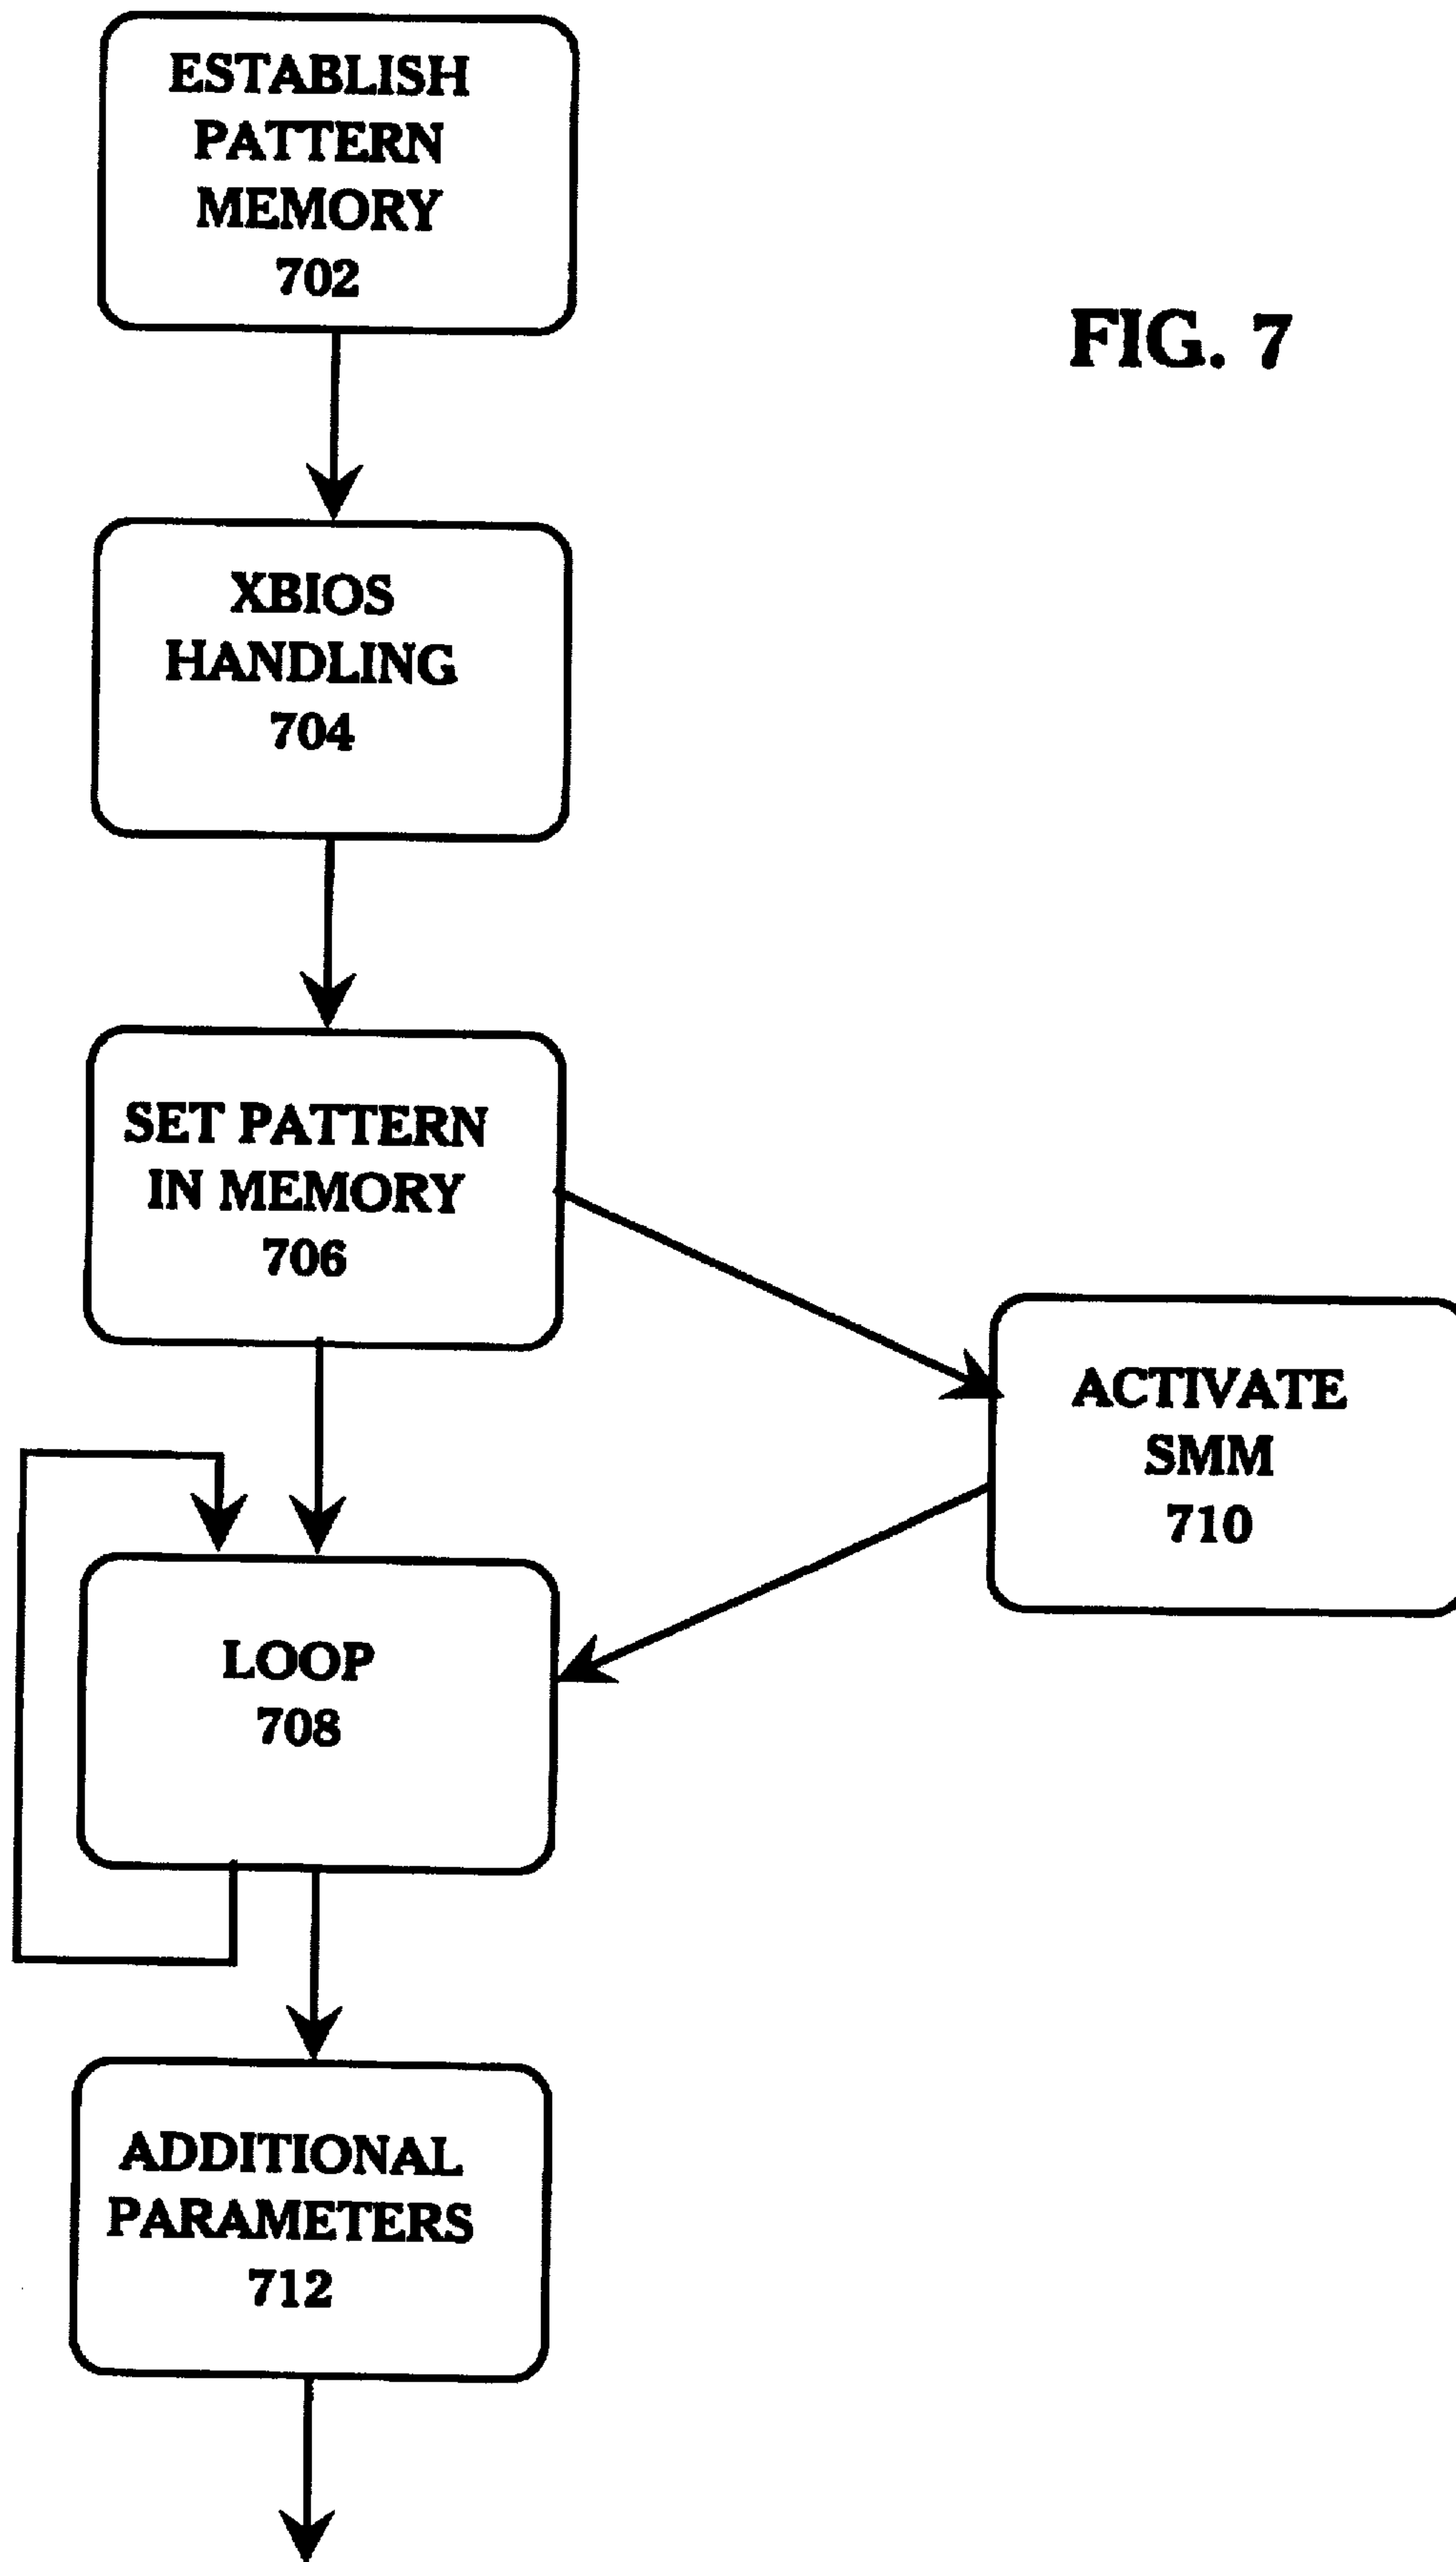 ESTABLISH
PATTERN
MEMORY
702
FIG. 7
XBIOS
HANDLING
704
SET PATTERN
IN MEMORY
706
ACTIVATE
SMM
710
LOOP
708
ADDITIONAL
PARAMETERS
712